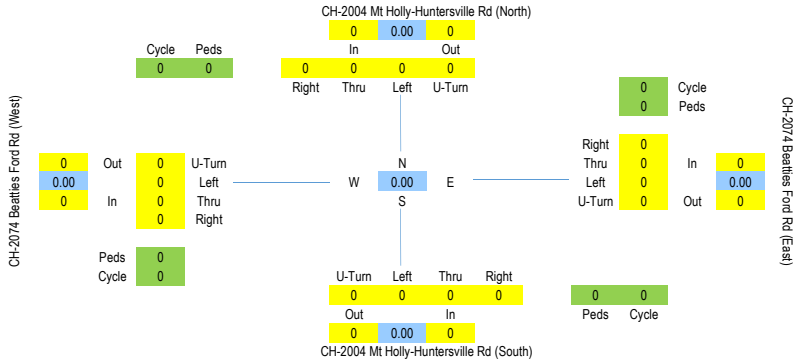 CH-2004 Mt Holly-Huntersville Rd (North)
0 0.00 0
In Out
Cycle Peds
0 0
0 0 0 0
Right Thru Left U-Turn
0 Cycle
0 Peds
CH-2074 Beatties Ford Rd (West)
0 Out 0 U-Turn
0.00 0 Left
0 In 0 Thru
0 Right
N
W 0.00 E
S
Right 0
Thru 0 In 0
Left 0 0.00
U-Turn 0 Out 0
CH-2074 Beatties Ford Rd (East)
Peds 0
Cycle 0
U-Turn Left Thru Right
0 0 0 0
Out In
0 0.00 0
0 0
Peds Cycle
CH-2004 Mt Holly-Huntersville Rd (South)